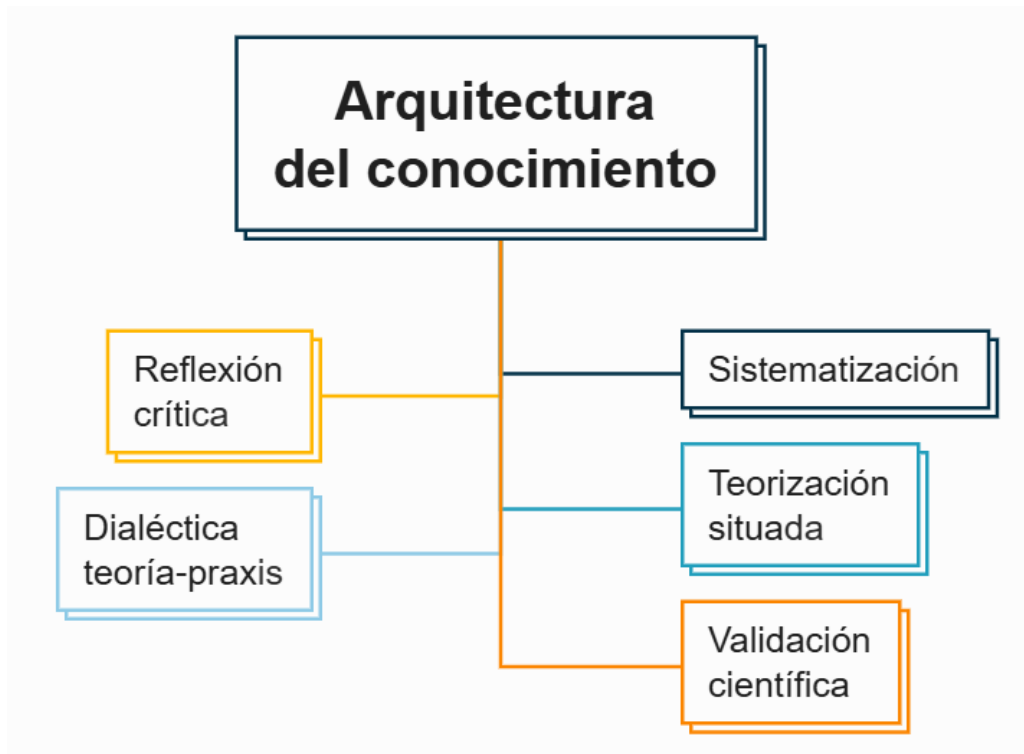 Arquitectura
del conocimiento
Reflexión
crítica
Dialéctica
teoría-praxis
Sistematización
Teorización
situada
Validación
científica